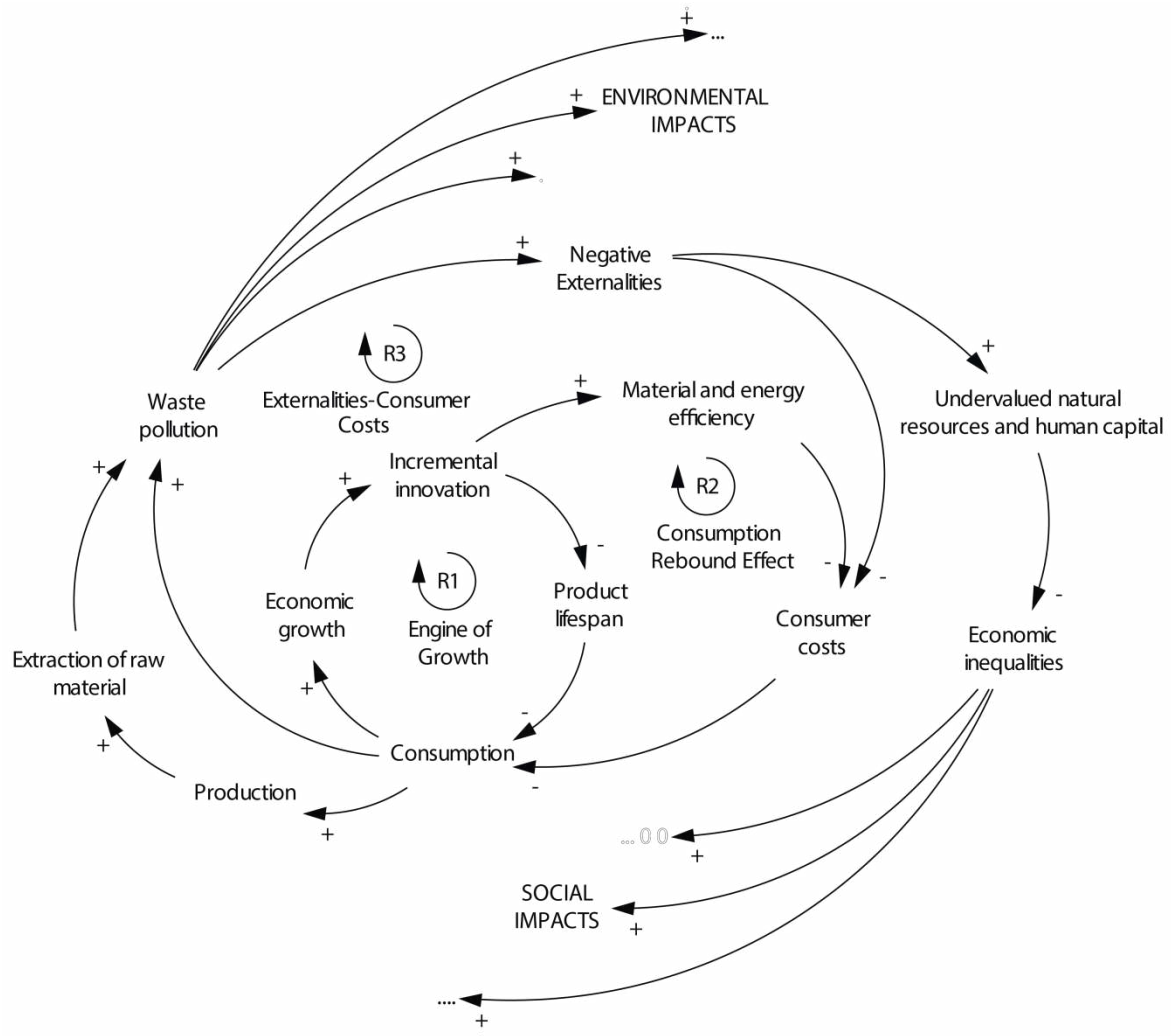 +
...
+
ENVIRONMENTAL
IMPACTS
+
+
Negative
Externalities
+
R3
Externalities-Consumer
Costs
Waste
pollution
+
Material and energy
efficiency
Undervalued natural
resources and human capital
+
+
Incremental
innovation
+
R2
Consumption
Rebound Effect
-
-
-
R1
Engine of
Growth
Product
lifespan
Economic
growth
Consumer
costs
-
Economic
inequalities
Extraction of raw
material
+
-
Consumption
-
+
Production
+
... 0 0
+
SOCIAL
IMPACTS
+
....
+